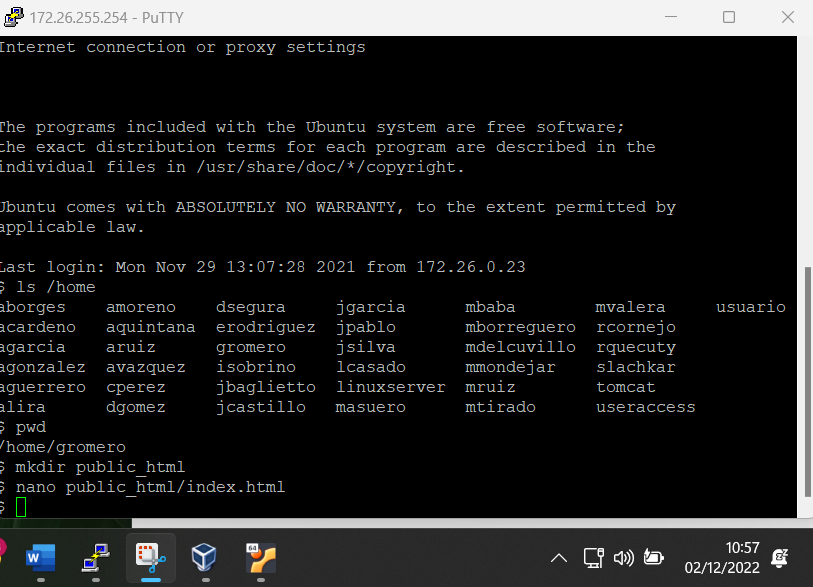 172.26.255.254 - PuTTY
Internet connection or proxy settings
The programs included with the Ubuntu system are free software;
the exact distribution terms for each program are described in the
individual files in /usr/share/doc/*/copyright.
Ubuntu comes with ABSOLUTELY NO WARRANTY, to the extent permitted by
applicable law.
Last login: Mon Nov 29 13:07:28 2021 from 172.26.0.23
$ ls /home
aborges amoreno dsegura jgarcia mbaba mvalera usuario
acardeno aquintana erodriguez jpablo mborreguero rcornejo
agarcia aruiz gromero jsilva mdelcuvillo rquecuty
agonzalez avazquez isobrino lcasado mmondejar slachkar
aguerrero cperez jbaglietto linuxserver mruiz tomcat
alira dgomez jcastillo masuero mtirado useraccess
$ pwd
/home/gromero
$ mkdir public_html
$ nano public_html/index.html
$
W
64
10:57
02/12/2022